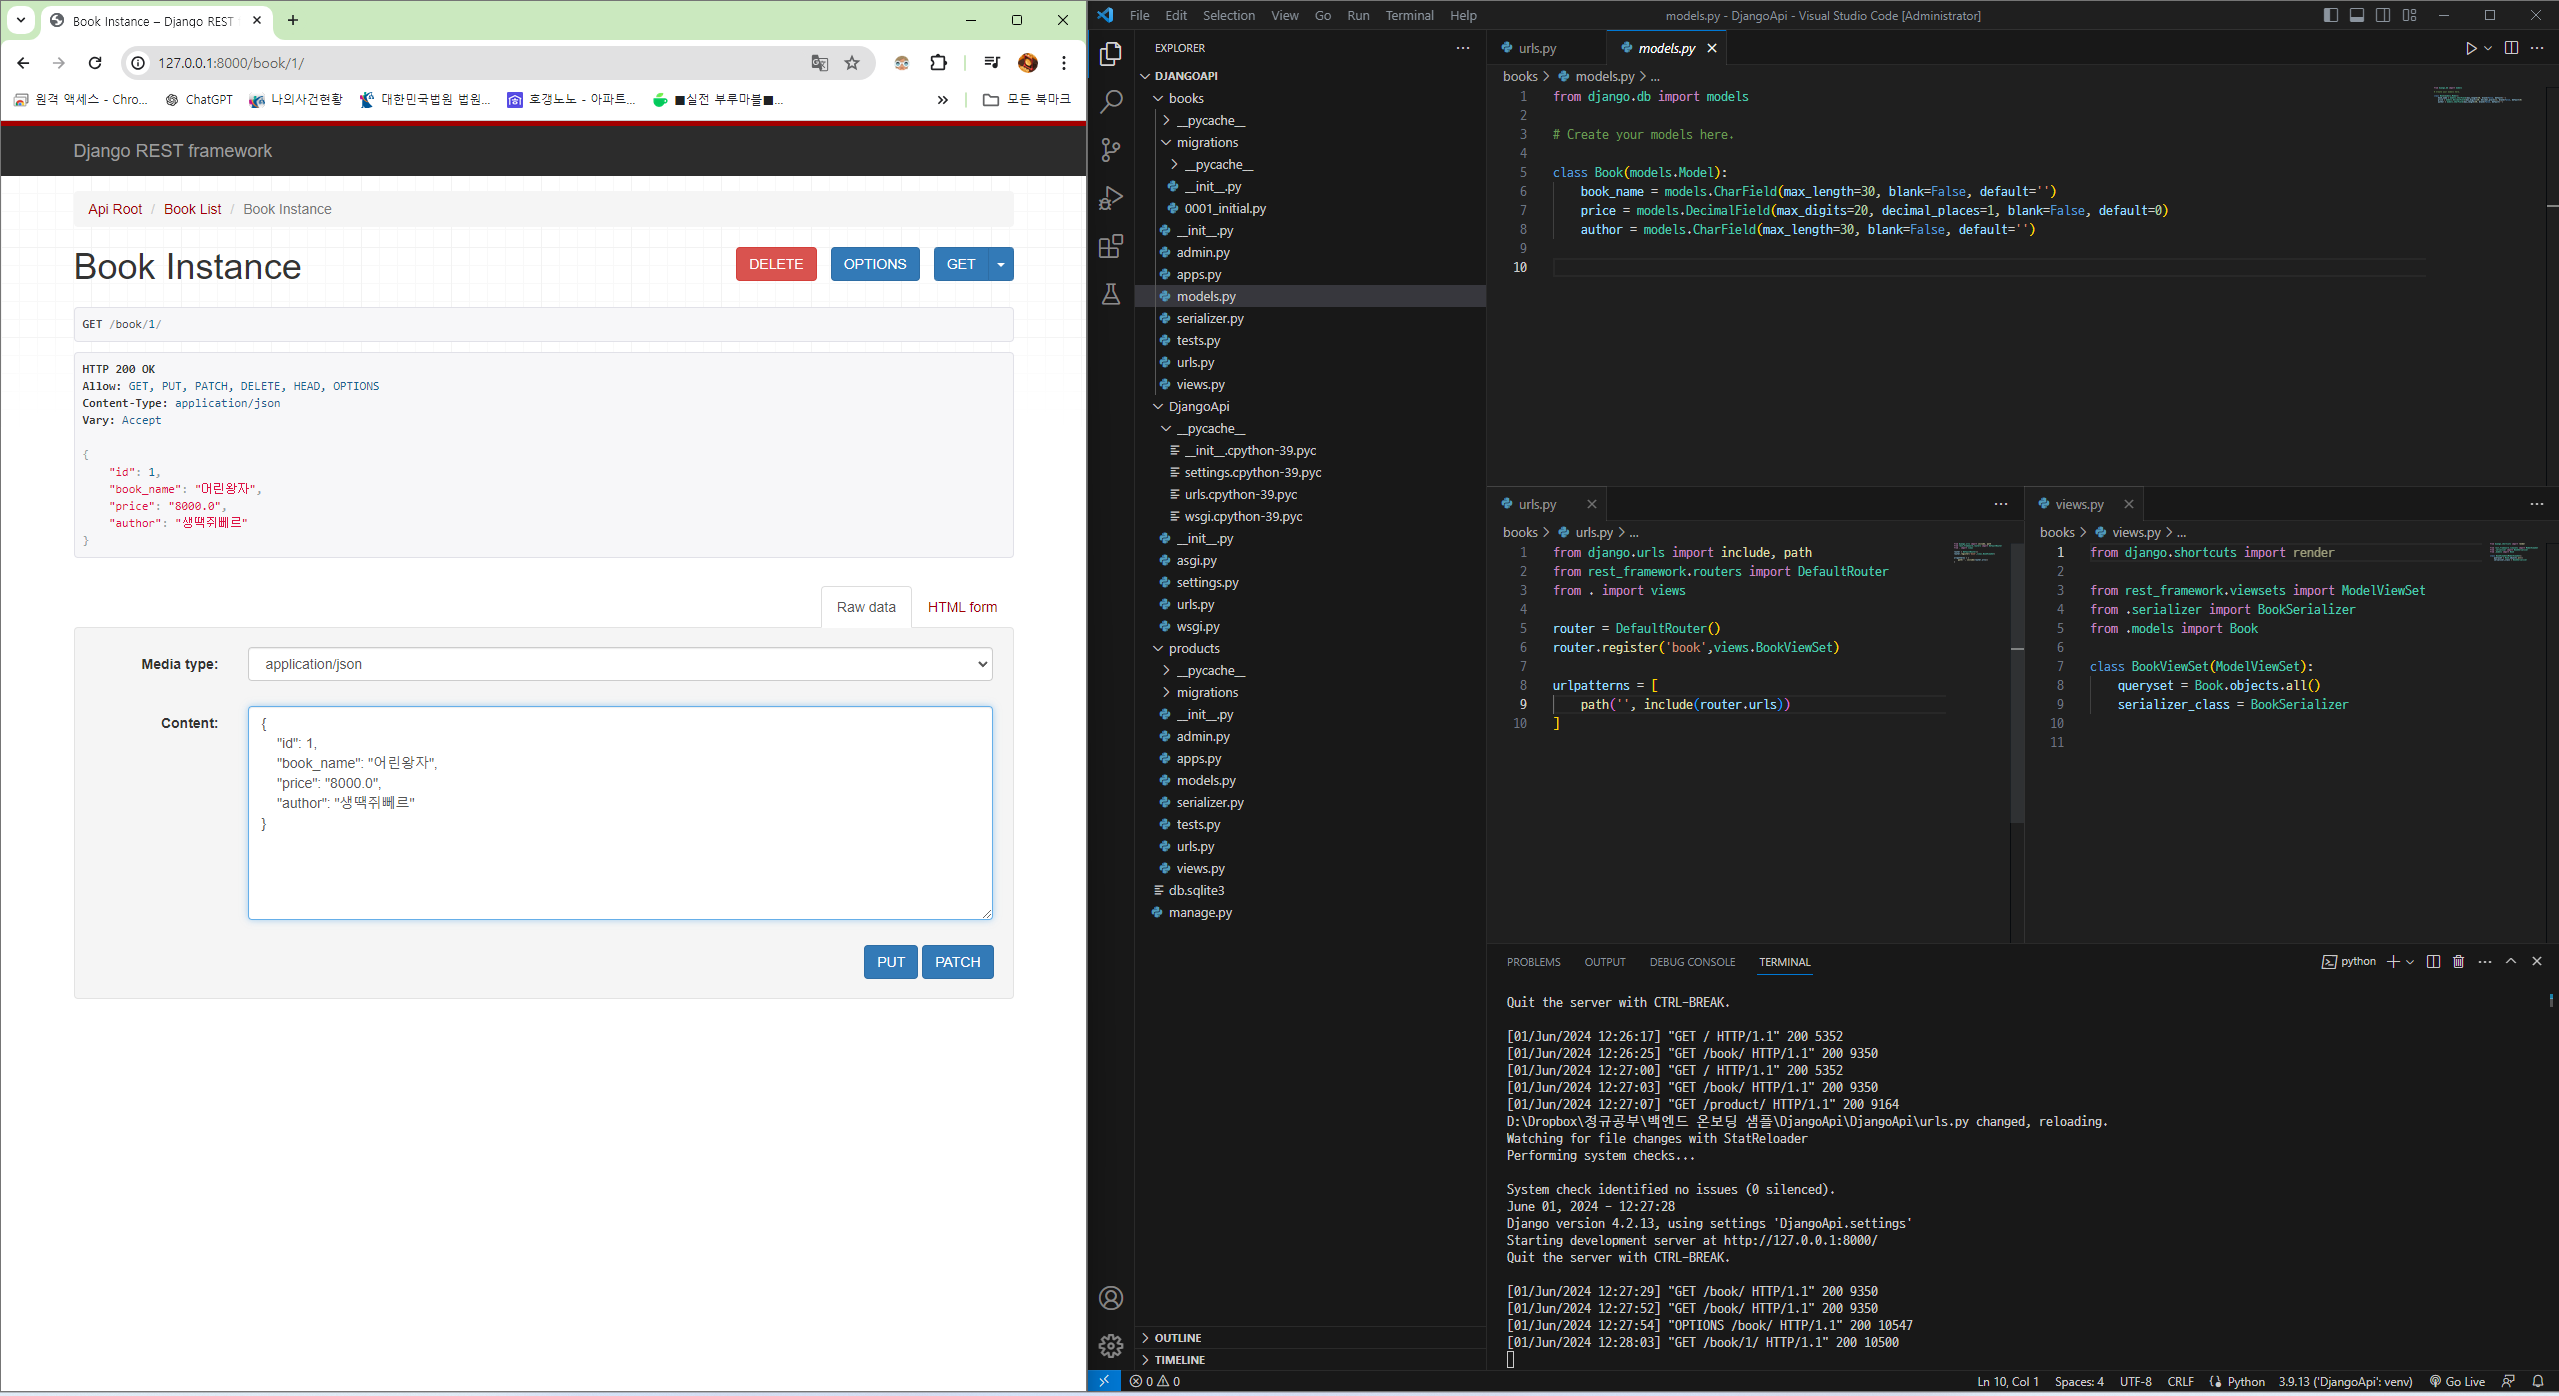 Book Instance – Django REST
127.0.0.1:8000/book/1/
원격 액세스 - Chro...
ChatGPT
나의사건현황
대한민국법원 법원...
호갱노노 - 아파트...
■실전 부루마블■...
모든 북마크
Django REST framework
Api Root / Book List / Book Instance
Book Instance
DELETE
OPTIONS
GET
GET /book/1/
HTTP 200 OK
Allow: GET, PUT, PATCH, DELETE, HEAD, OPTIONS
Content-Type: application/json
Vary: Accept
{
"id": 1,
"book_name": "어린왕자",
"price": "8000.0",
"author": "생떽쥐뻬르"
}
Raw data
HTML form
Media type:
application/json
Content:
{
"id": 1,
"book_name": "어린왕자",
"price": "8000.0",
"author": "생떽쥐뻬르"
}
PUT
PATCH
File Edit Selection View Go Run Terminal Help
models.py - DjangoApi - Visual Studio Code [Administrator]
EXPLORER
DJANGOAPI
books
__pycache__
migrations
__pycache__
__init__.py
0001_initial.py
__init__.py
admin.py
apps.py
models.py
serializer.py
tests.py
urls.py
views.py
DjangoApi
__pycache__
__init__.cpython-39.pyc
settings.cpython-39.pyc
urls.cpython-39.pyc
wsgi.cpython-39.pyc
__init__.py
asgi.py
settings.py
urls.py
wsgi.py
products
__pycache__
migrations
__init__.py
admin.py
apps.py
models.py
serializer.py
tests.py
urls.py
views.py
db.sqlite3
manage.py
OUTLINE
TIMELINE
urls.py
models.py
books > models.py > ...
1 from django.db import models
2
3 # Create your models here.
4
5 class Book(models.Model):
6 book_name = models.CharField(max_length=30, blank=False, default='')
7 price = models.DecimalField(max_digits=20, decimal_places=1, blank=False, default=0)
8 author = models.CharField(max_length=30, blank=False, default='')
9
10
urls.py
books > urls.py > ...
1 from django.urls import include, path
2 from rest_framework.routers import DefaultRouter
3 from . import views
4
5 router = DefaultRouter()
6 router.register('book',views.BookViewSet)
7
8 urlpatterns = [
9 path('', include(router.urls))
10 ]
views.py
books > views.py > ...
1 from django.shortcuts import render
2
3 from rest_framework.viewsets import ModelViewSet
4 from .serializer import BookSerializer
5 from .models import Book
6
7 class BookViewSet(ModelViewSet):
8 queryset = Book.objects.all()
9 serializer_class = BookSerializer
10
11
PROBLEMS OUTPUT DEBUG CONSOLE TERMINAL
python
Quit the server with CTRL-BREAK.
[01/Jun/2024 12:26:17] "GET / HTTP/1.1" 200 5352
[01/Jun/2024 12:26:25] "GET /book/ HTTP/1.1" 200 9350
[01/Jun/2024 12:27:00] "GET / HTTP/1.1" 200 5352
[01/Jun/2024 12:27:03] "GET /book/ HTTP/1.1" 200 9350
[01/Jun/2024 12:27:07] "GET /product/ HTTP/1.1" 200 9164
D:\Dropbox\정규공부\백엔드 온보딩 샘플\DjangoApi\DjangoApi\urls.py changed, reloading.
Watching for file changes with StatReloader
Performing system checks...
System check identified no issues (0 silenced).
June 01, 2024 - 12:27:28
Django version 4.2.13, using settings 'DjangoApi.settings'
Starting development server at http://127.0.0.1:8000/
Quit the server with CTRL-BREAK.
[01/Jun/2024 12:27:29] "GET /book/ HTTP/1.1" 200 9350
[01/Jun/2024 12:27:52] "GET /book/ HTTP/1.1" 200 9350
[01/Jun/2024 12:27:54] "OPTIONS /book/ HTTP/1.1" 200 10547
[01/Jun/2024 12:28:03] "GET /book/1/ HTTP/1.1" 200 10500
0 0
Ln 10, Col 1 Spaces: 4 UTF-8 CRLF Python 3.9.13 ('DjangoApi': venv) Go Live